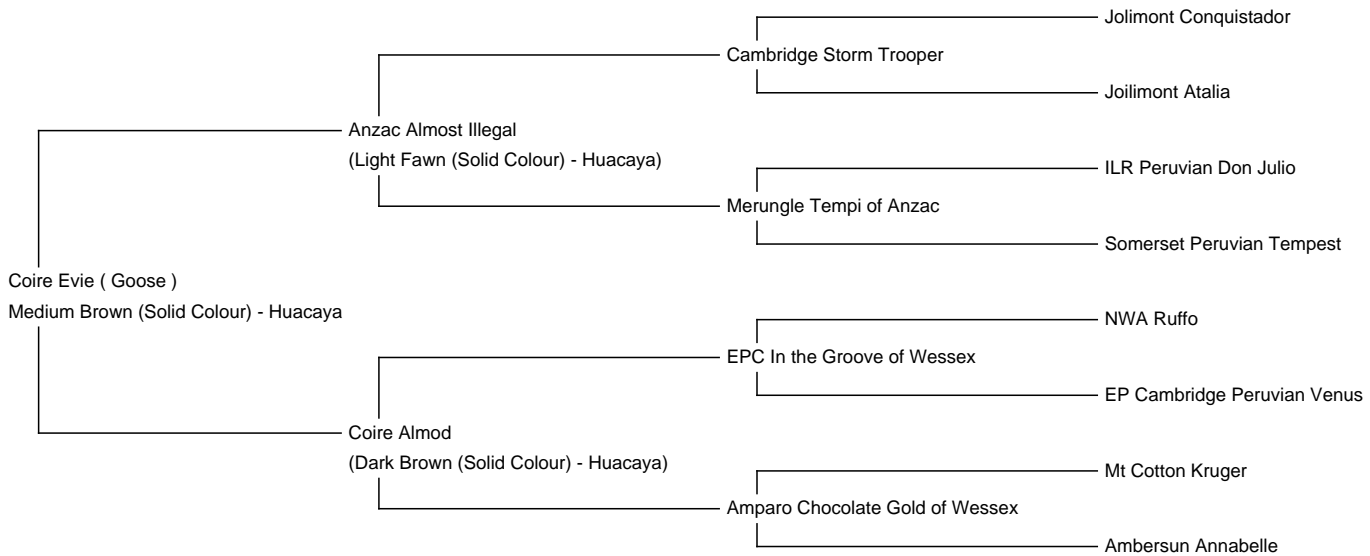 Jolimont Conquistador
Cambridge Storm Trooper
Joilimont Atalia
Anzac Almost Illegal
(Light Fawn (Solid Colour) - Huacaya)
ILR Peruvian Don Julio
Merungle Tempi of Anzac
Somerset Peruvian Tempest
Coire Evie ( Goose )
Medium Brown (Solid Colour) - Huacaya
NWA Ruffo
EPC In the Groove of Wessex
EP Cambridge Peruvian Venus
Coire Almod
(Dark Brown (Solid Colour) - Huacaya)
Mt Cotton Kruger
Amparo Chocolate Gold of Wessex
Ambersun Annabelle